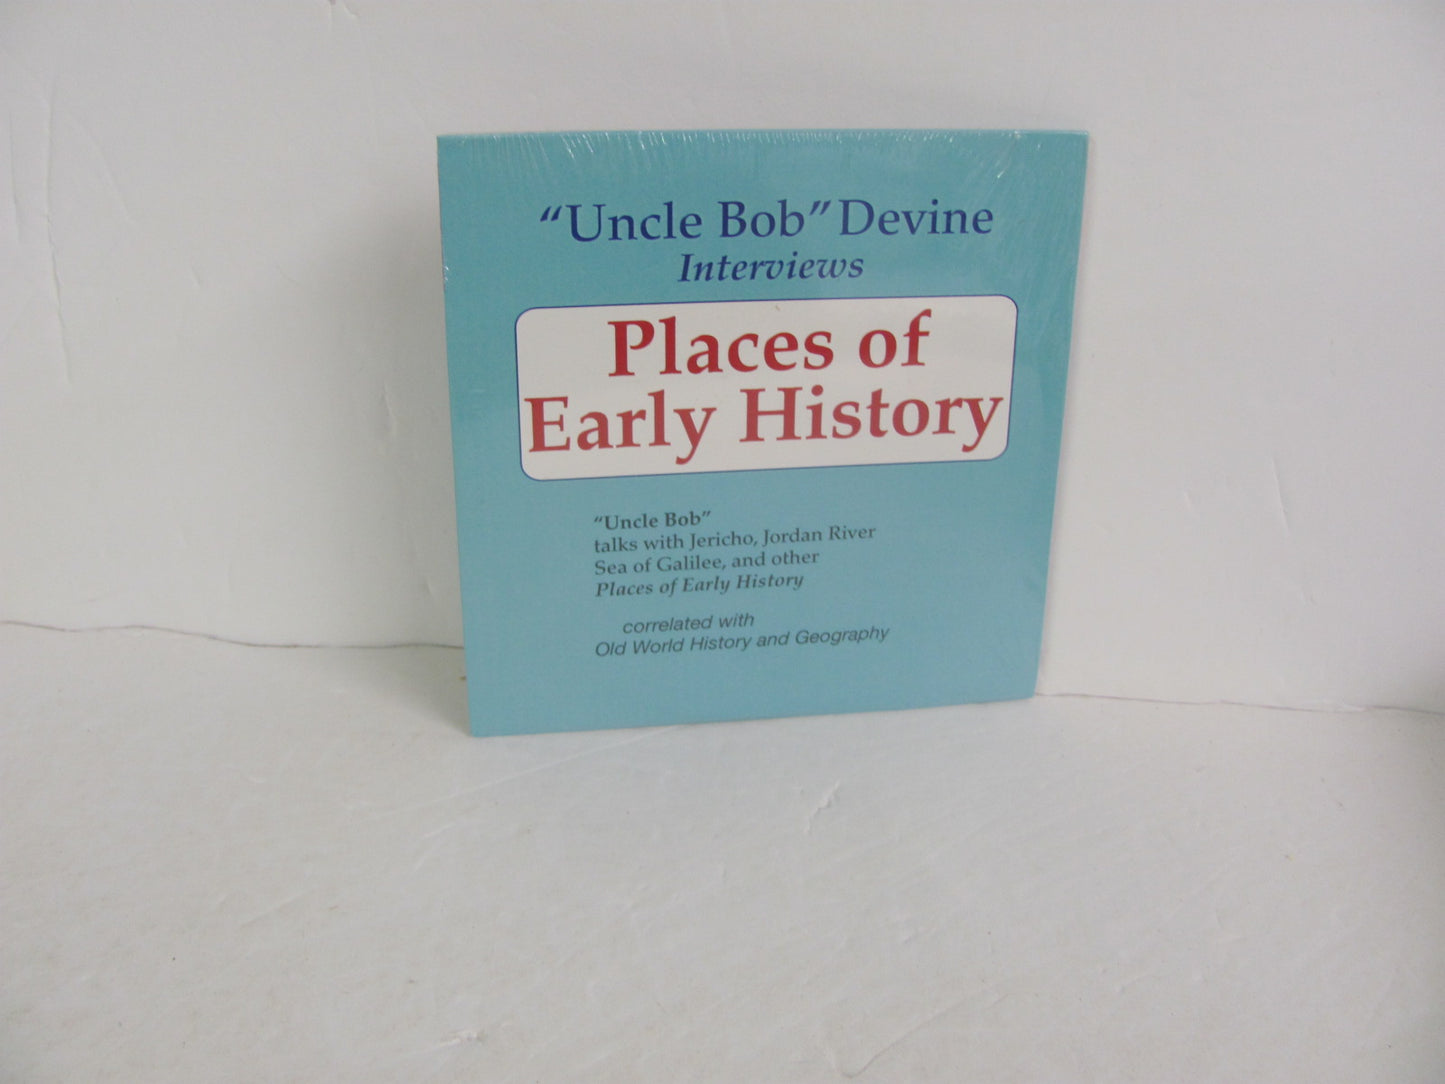 “Uncle Bob” Devine
Interviews
Places of
Early History
“Uncle Bob”
talks with Jericho, Jordan River
Sea of Galilee, and other
Places of Early History
correlated with
Old World History and Geography